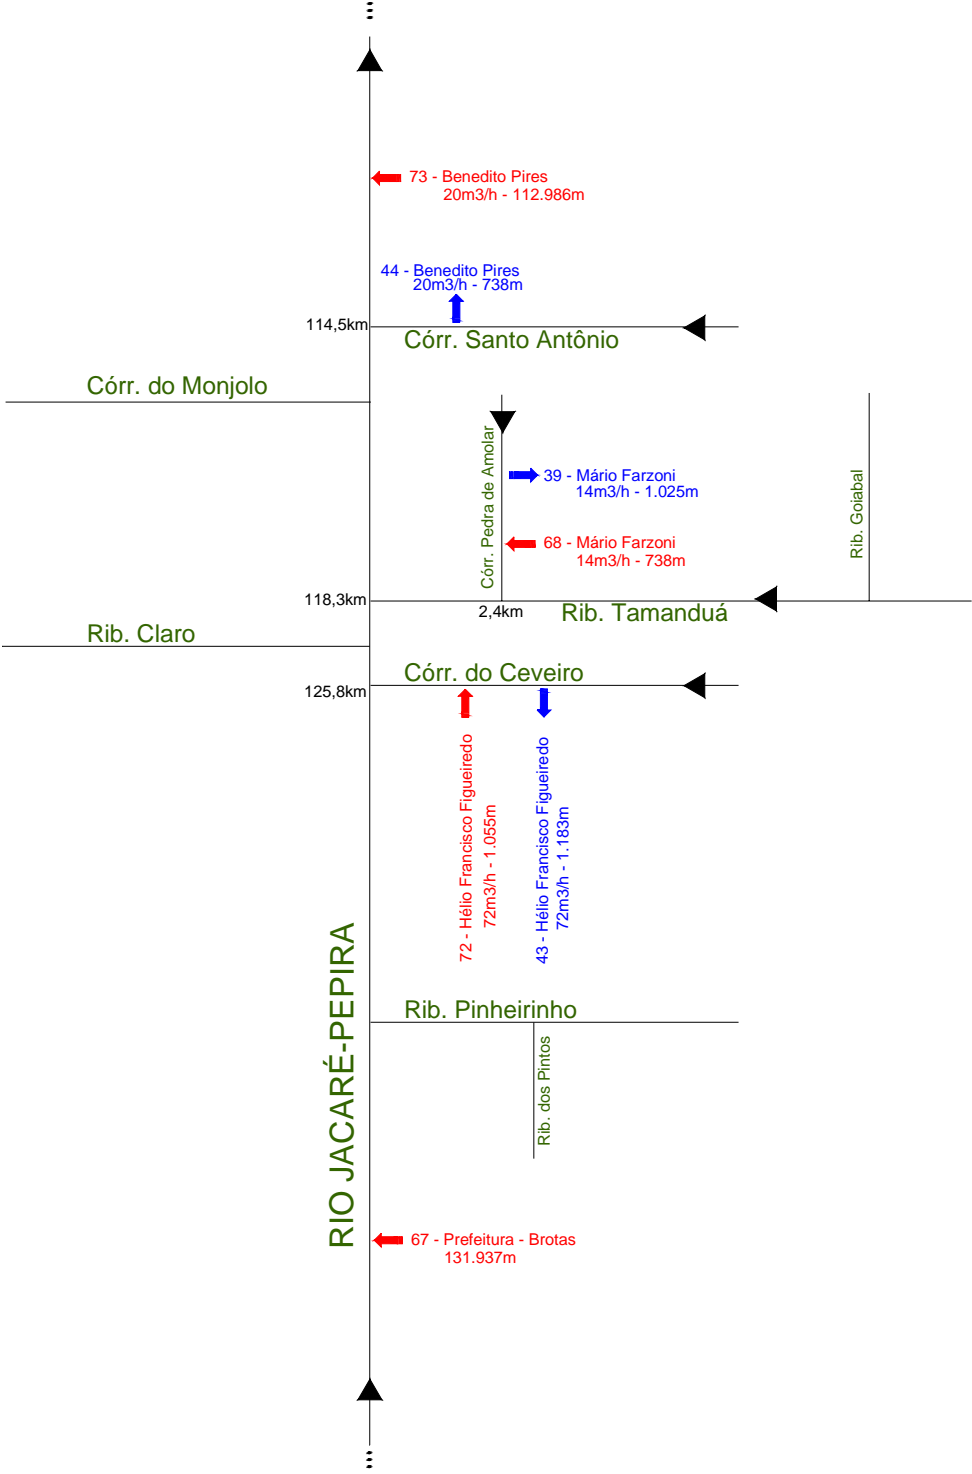 73 - Benedito Pires
20m3/h - 112.986m
44 - Benedito Pires
20m3/h - 738m
114,5km
Córr. Santo Antônio
Córr. do Monjolo
Córr. Pedra de Amolar
39 - Mário Farzoni
14m3/h - 1.025m
Rib. Goiabal
68 - Mário Farzoni
14m3/h - 738m
118,3km
2,4km
Rib. Tamanduá
Rib. Claro
Córr. do Ceveiro
125,8km
72 - Hélio Francisco Figueiredo
72m3/h - 1.055m
43 - Hélio Francisco Figueiredo
72m3/h - 1.183m
RIO JACARÉ-PEPIRA
Rib. Pinheirinho
Rib. dos Pintos
67 - Prefeitura - Brotas
131.937m